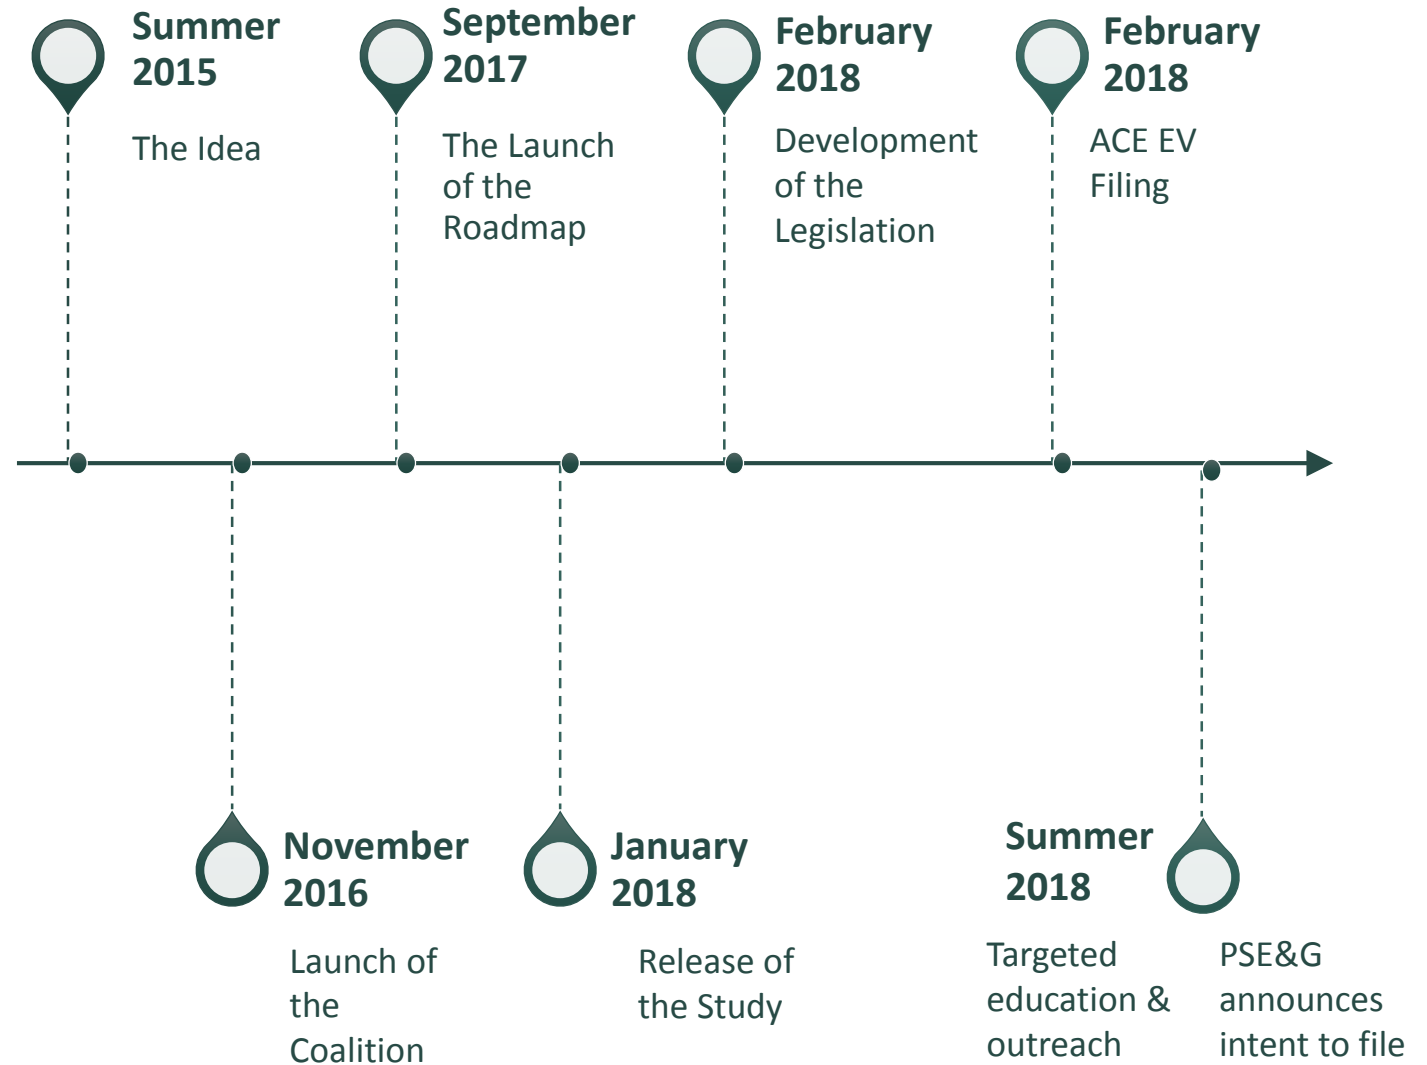 Summer
2015
The Idea
September
2017
The Launch
of the
Roadmap
February
2018
Development
of the
Legislation
February
2018
ACE EV
Filing
November
2016
Launch of
the
Coalition
January
2018
Release of
the Study
Summer
2018
Targeted
education &
outreach
PSE&G
announces
intent to file